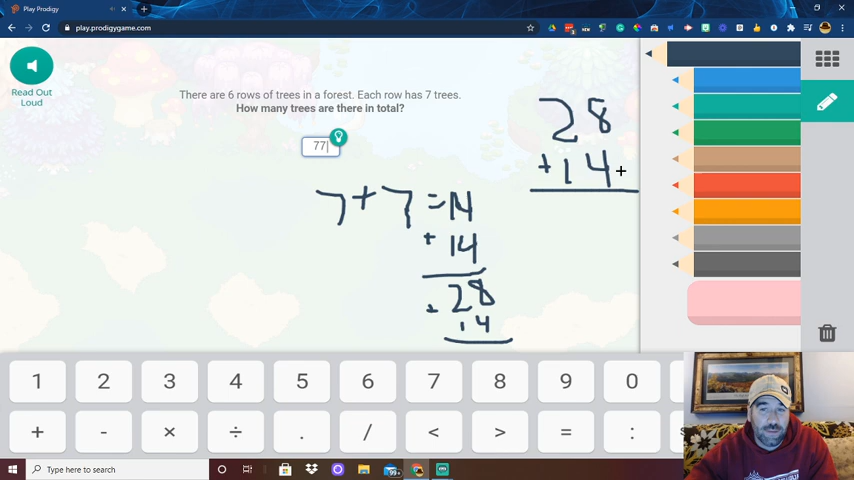 Play Prodigy
play.prodigygame.com
Read Out
Loud
There are 6 rows of trees in a forest. Each row has 7 trees.
How many trees are there in total?
77
28
+14
7+7=14
+14
28
14
1 2 3 4 5 6 7 8 9 0
+ - × ÷ . / < > = :
Type here to search
99+